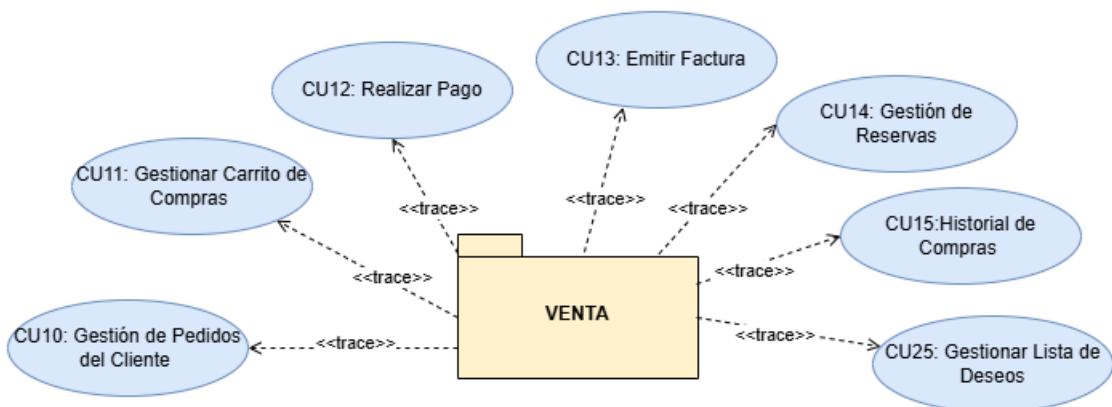 CU13: Emitir Factura
CU12: Realizar Pago
<<trace>>
CU14: Gestión de
Reservas
CU11: Gestionar Carrito de
Compras
<<trace>>
<<trace>>
<<trace>>
CU15:Historial de
Compras
<<trace>>
<<trace>>
VENTA
CU10: Gestión de Pedidos
del Cliente
<<trace>>
CU25: Gestionar Lista de
Deseos